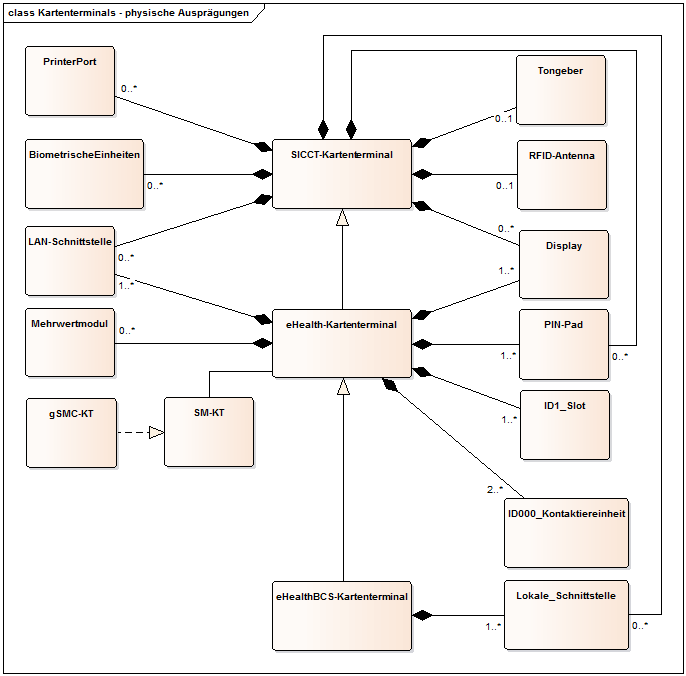 class Kartenterminals - physische Ausprägungen
PrinterPort
0..*
Tongeber
0..1
BiometrischeEinheiten
0..*
SICCT-Kartenterminal
RFID-Antenna
0..1
LAN-Schnittstelle
0..*
1..*
Display
0..*
1..*
Mehrwertmodul
0..*
eHealth-Kartenterminal
PIN-Pad
1..*
0..*
gSMC-KT
SM-KT
ID1_Slot
1..*
2..*
ID000_Kontaktiereinheit
eHealthBCS-Kartenterminal
Lokale_Schnittstelle
1..*
0..*